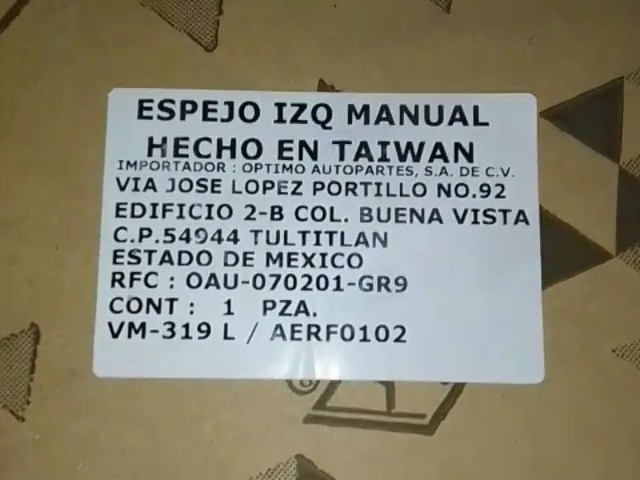 ESPEJO IZQ MANUAL
HECHO EN TAIWAN
IMPORTADOR : OPTIMO AUTOPARTES, S.A. DE C.V.
VIA JOSE LOPEZ PORTILLO NO.92
EDIFICIO 2-B COL. BUENA VISTA
C.P.54944 TULTITLAN
ESTADO DE MEXICO
RFC : OAU-070201-GR9
CONT : 1 PZA.
VM-319 L / AERF0102